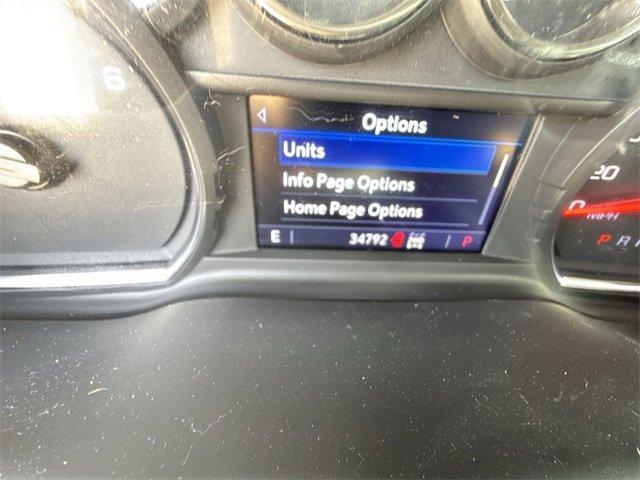 6
Options
Units
Info Page Options
Home Page Options
E 34792 P
20
MPH
P R